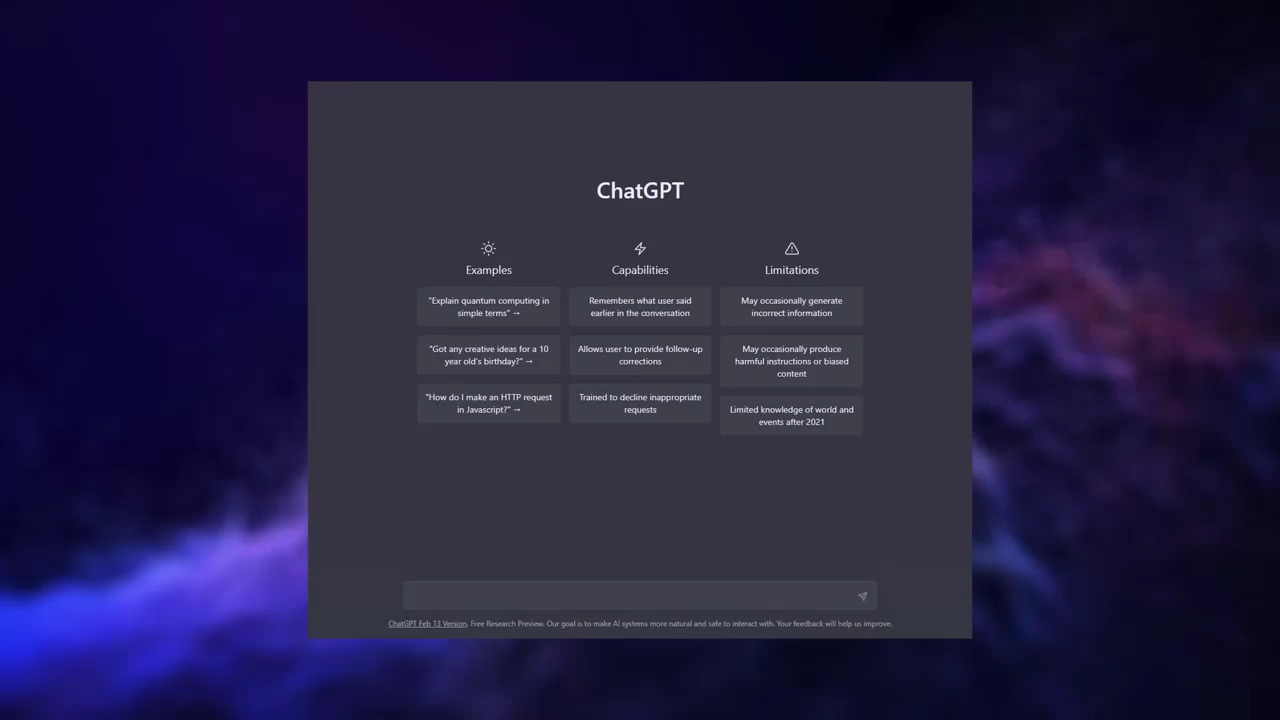 ChatGPT
Examples
"Explain quantum computing in
simple terms" →
"Got any creative ideas for a 10
year old's birthday?" →
"How do I make an HTTP request
in Javascript?" →
Capabilities
Remembers what user said
earlier in the conversation
Allows user to provide follow-up
corrections
Trained to decline inappropriate
requests
Limitations
May occasionally generate
incorrect information
May occasionally produce
harmful instructions or biased
content
Limited knowledge of world and
events after 2021
ChatGPT Feb 13 Version. Free Research Preview. Our goal is to make AI systems more natural and safe to interact with. Your feedback will help us improve.